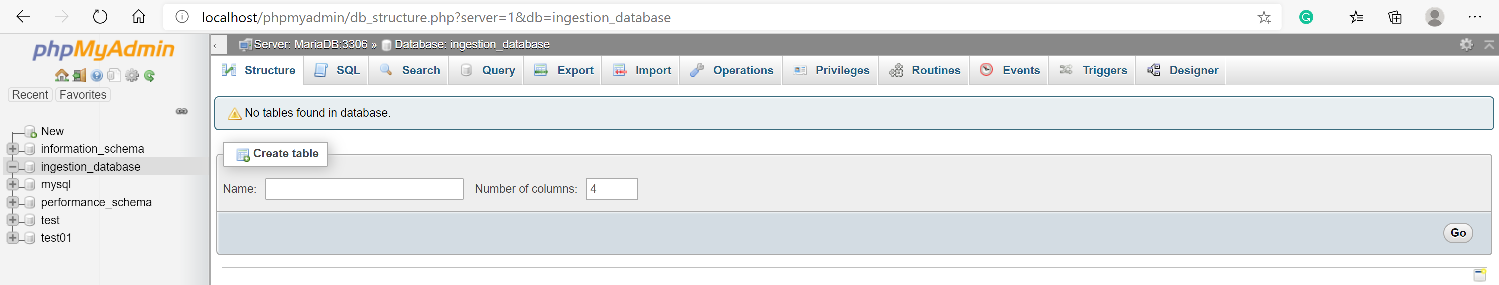 localhost/phpmyadmin/db_structure.php?server=1&db=ingestion_database
phpMyAdmin
Recent Favorites
New
information_schema
ingestion_database
mysql
performance_schema
test
test01
Server: MariaDB:3306 » Database: ingestion_database
Structure SQL Search Query Export Import Operations Privileges Routines Events Triggers Designer
No tables found in database.
Create table
Name: Number of columns: 4
Go